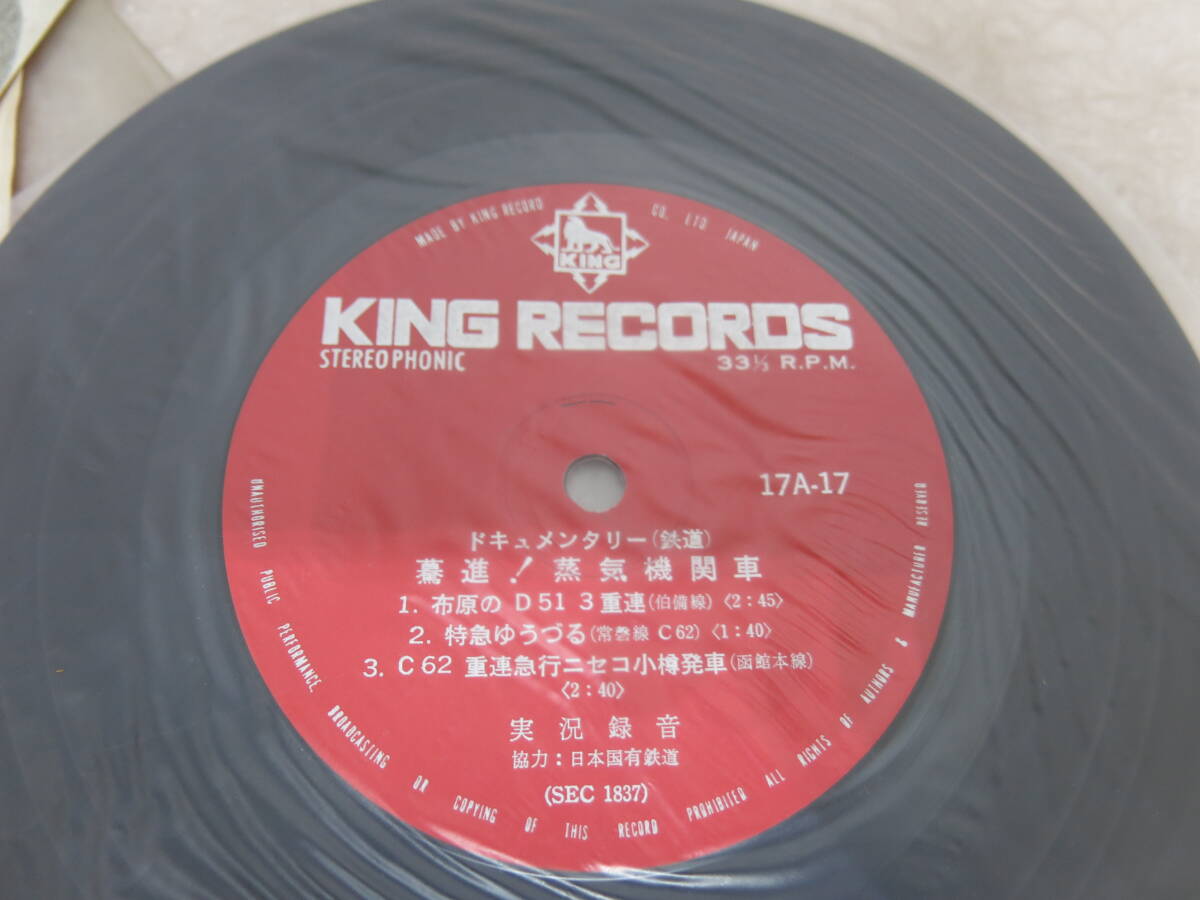 MADE BY KING RECORD CO. LTD JAPAN
KING
KING RECORDS
STEREOPHONIC 33⅓ R.P.M.
17A-17
ドキュメンタリー(鉄道)
驀進!蒸気機関車
1. 布原の D51 3重連(伯備線)〈2:45〉
2. 特急ゆうづる(常磐線 C62)〈1:40〉
3. C62 重連急行ニセコ小樽発車(函館本線)
〈2:40〉
実況録音
協力:日本国有鉄道
(SEC 1837)
UNAUTHORISED PUBLIC PERFORMANCE, BROADCASTING OR COPYING OF THIS RECORD PROHIBITED ALL RIGHTS OF AUTHORS & MANUFACTURER RESERVED